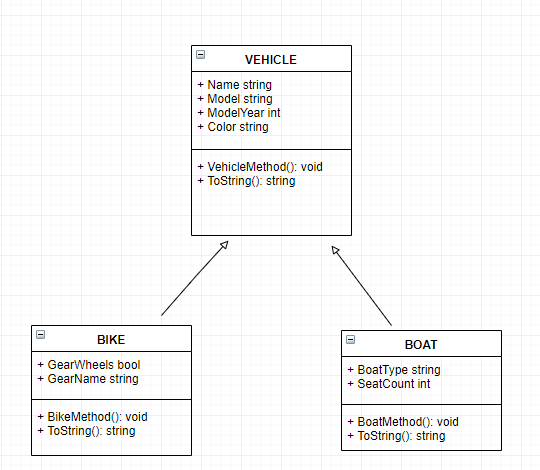 VEHICLE
+ Name string
+ Model string
+ ModelYear int
+ Color string
+ VehicleMethod(): void
+ ToString(): string
BIKE
+ GearWheels bool
+ GearName string
+ BikeMethod(): void
+ ToString(): string
BOAT
+ BoatType string
+ SeatCount int
+ BoatMethod(): void
+ ToString(): string